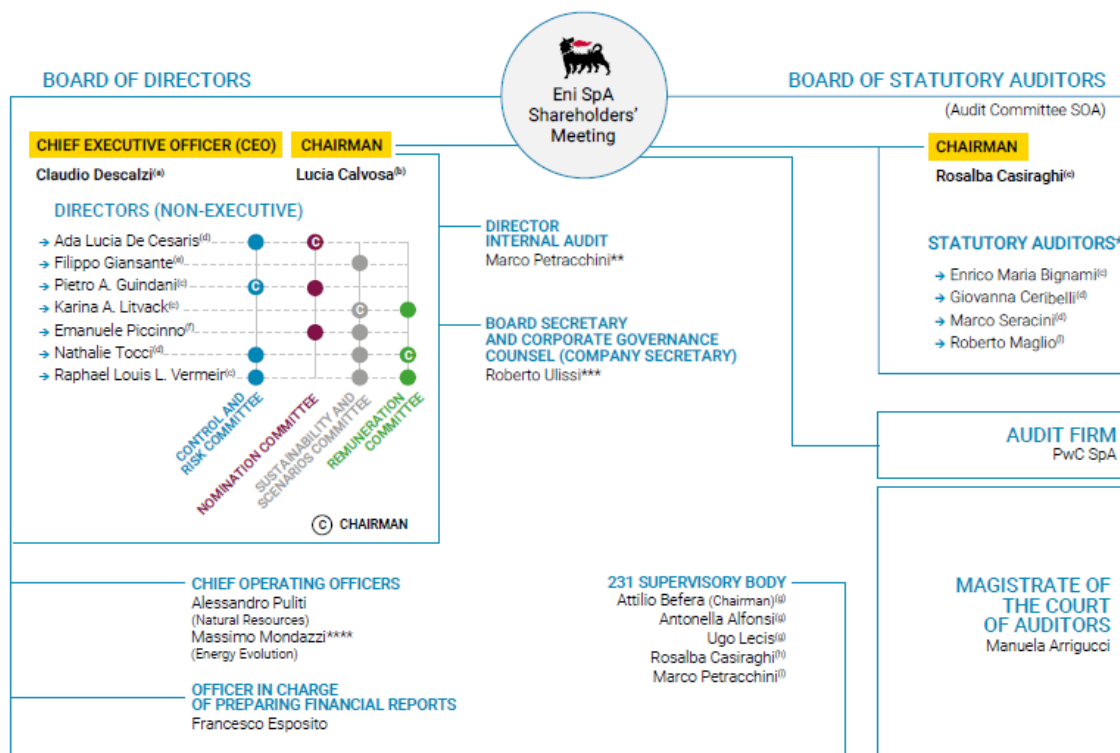 BOARD OF DIRECTORS
Eni SpA
Shareholders'
Meeting
BOARD OF STATUTORY AUDITORS
(Audit Committee SOA)
CHIEF EXECUTIVE OFFICER (CEO)
Claudio Descalzi(a)
CHAIRMAN
Lucia Calvosa(b)
CHAIRMAN
Rosalba Casiraghi(c)
DIRECTORS (NON-EXECUTIVE)
→ Ada Lucia De Cesaris(d) C
→ Filippo Giansante(e)
→ Pietro A. Guindani(c) C
→ Karina A. Litvack(c) C
→ Emanuele Piccinno(f)
→ Nathalie Tocci(d) C
→ Raphael Louis L. Vermeir(c)
CONTROL AND
RISK COMMITTEE
NOMINATION COMMITTEE
SUSTAINABILITY AND
SCENARIOS COMMITTEE
REMUNERATION
COMMITTEE
C CHAIRMAN
DIRECTOR
INTERNAL AUDIT
Marco Petracchini**
BOARD SECRETARY
AND CORPORATE GOVERNANCE
COUNSEL (COMPANY SECRETARY)
Roberto Ulissi***
STATUTORY AUDITORS*
→ Enrico Maria Bignami(c)
→ Giovanna Ceribelli(d)
→ Marco Seracini(d)
→ Roberto Maglio(i)
AUDIT FIRM
PwC SpA
CHIEF OPERATING OFFICERS
Alessandro Puliti
(Natural Resources)
Massimo Mondazzi****
(Energy Evolution)
OFFICER IN CHARGE
OF PREPARING FINANCIAL REPORTS
Francesco Esposito
231 SUPERVISORY BODY
Attilio Befera (Chairman)(g)
Antonella Alfonsi(g)
Ugo Lecis(g)
Rosalba Casiraghi(h)
Marco Petracchini(i)
MAGISTRATE OF
THE COURT
OF AUDITORS
Manuela Arrigucci